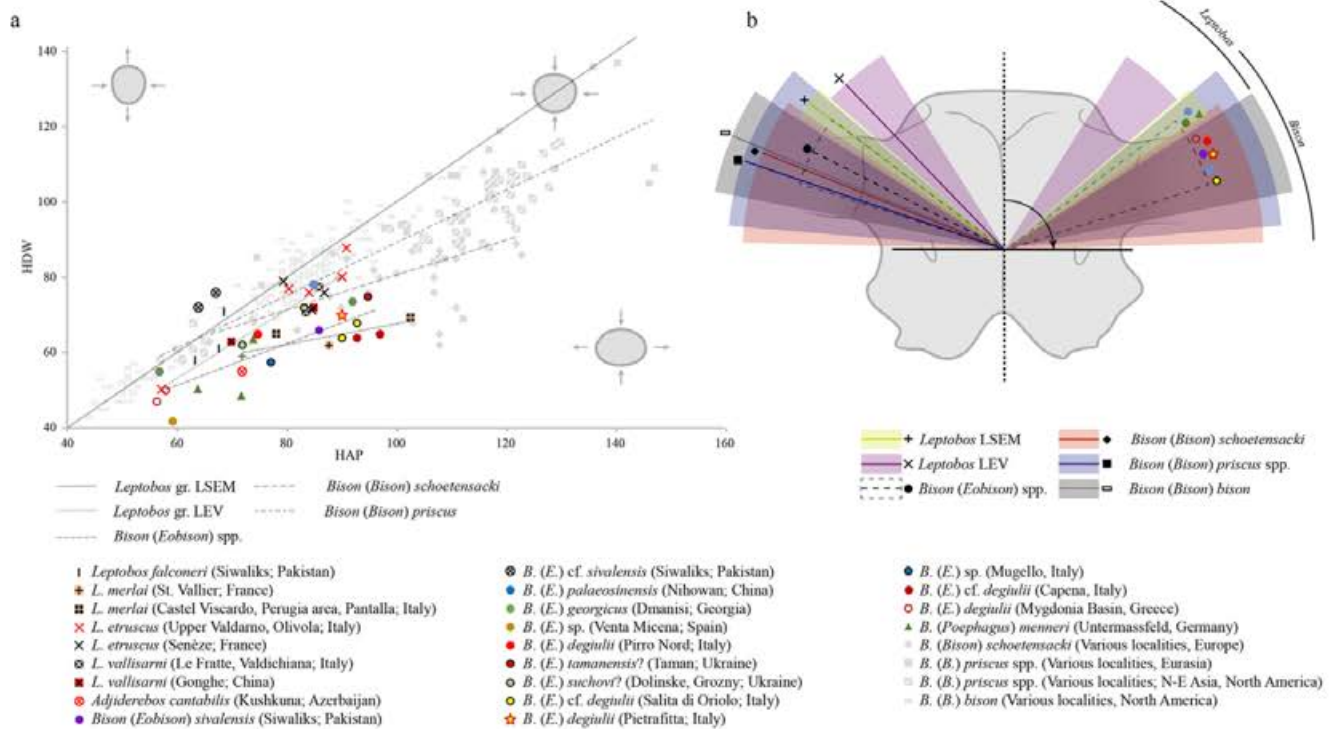 a
b
140
120
100
80
60
40
HDW
40
60
80
100
120
140
160
HAP
Leptobos
Bison
Leptobos gr. LSEM
Bison (Bison) schoetensacki
Leptobos gr. LEV
Bison (Bison) priscus
Bison (Eobison) spp.
Leptobos LSEM
Bison (Bison) schoetensacki
Leptobos LEV
Bison (Bison) priscus spp.
Bison (Eobison) spp.
Bison (Bison) bison
Leptobos falconeri (Siwaliks; Pakistan)
L. merlai (St. Vallier; France)
L. merlai (Castel Viscardo, Perugia area, Pantalla; Italy)
L. etruscus (Upper Valdarno, Olivola; Italy)
L. etruscus (Senèze; France)
L. vallisarni (Le Fratte, Valdichiana; Italy)
L. vallisarni (Gonghe; China)
Adjiderebos cantabilis (Kushkuna; Azerbaijan)
Bison (Eobison) sivalensis (Siwaliks; Pakistan)
B. (E.) cf. sivalensis (Siwaliks; Pakistan)
B. (E.) palaeosinensis (Nihowan; China)
B. (E.) georgicus (Dmanisi; Georgia)
B. (E.) sp. (Venta Micena; Spain)
B. (E.) degiulii (Pirro Nord; Italy)
B. (E.) tamanensis? (Taman; Ukraine)
B. (E.) suchovi? (Dolinske, Grozny; Ukraine)
B. (E.) cf. degiulii (Salita di Oriolo; Italy)
B. (E.) degiulii (Pietrafitta; Italy)
B. (E.) sp. (Mugello, Italy)
B. (E.) cf. degiulii (Capena, Italy)
B. (E.) degiulii (Mygdonia Basin, Greece)
B. (Poephagus) menneri (Untermassfeld, Germany)
B. (Bison) schoetensacki (Various localities, Europe)
B. (B.) priscus spp. (Various localities, Eurasia)
B. (B.) priscus spp. (Various localities; N-E Asia, North America)
B. (B.) bison (Various localities, North America)